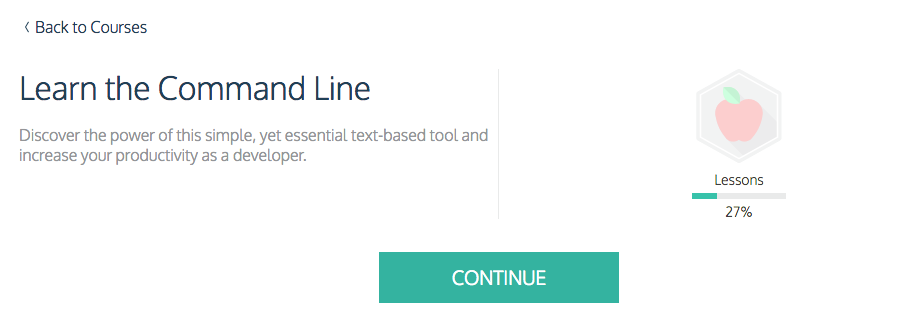 Back to Courses
Learn the Command Line
Discover the power of this simple, yet essential text-based tool and
increase your productivity as a developer.
Lessons
27%
CONTINUE